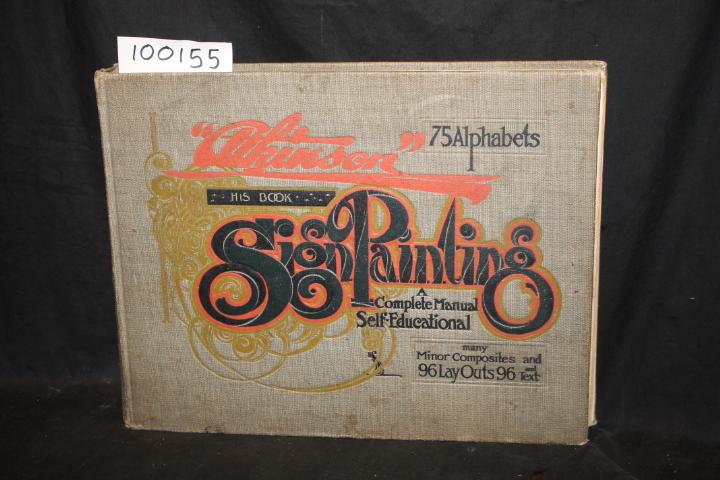 100155
"Atkinson"
75 Alphabets
HIS BOOK
Sign Painting
A
Complete Manual
Self-Educational
many
Minor Composites and
96 Lay Outs 96 and Text